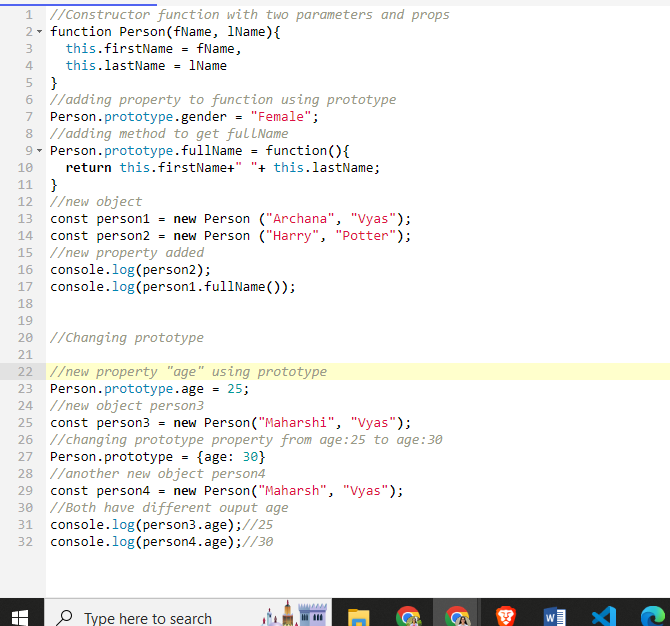 1 //Constructor function with two parameters and props
2 function Person(fName, lName){
3 this.firstName = fName,
4 this.lastName = lName
5 }
6 //adding property to function using prototype
7 Person.prototype.gender = "Female";
8 //adding method to get fullName
9 Person.prototype.fullName = function(){
10 return this.firstName+" "+ this.lastName;
11 }
12 //new object
13 const person1 = new Person ("Archana", "Vyas");
14 const person2 = new Person ("Harry", "Potter");
15 //new property added
16 console.log(person2);
17 console.log(person1.fullName());
18
19
20 //Changing prototype
21
22 //new property "age" using prototype
23 Person.prototype.age = 25;
24 //new object person3
25 const person3 = new Person("Maharshi", "Vyas");
26 //changing prototype property from age:25 to age:30
27 Person.prototype = {age: 30}
28 //another new object person4
29 const person4 = new Person("Maharsh", "Vyas");
30 //Both have different ouput age
31 console.log(person3.age);//25
32 console.log(person4.age);//30
Type here to search